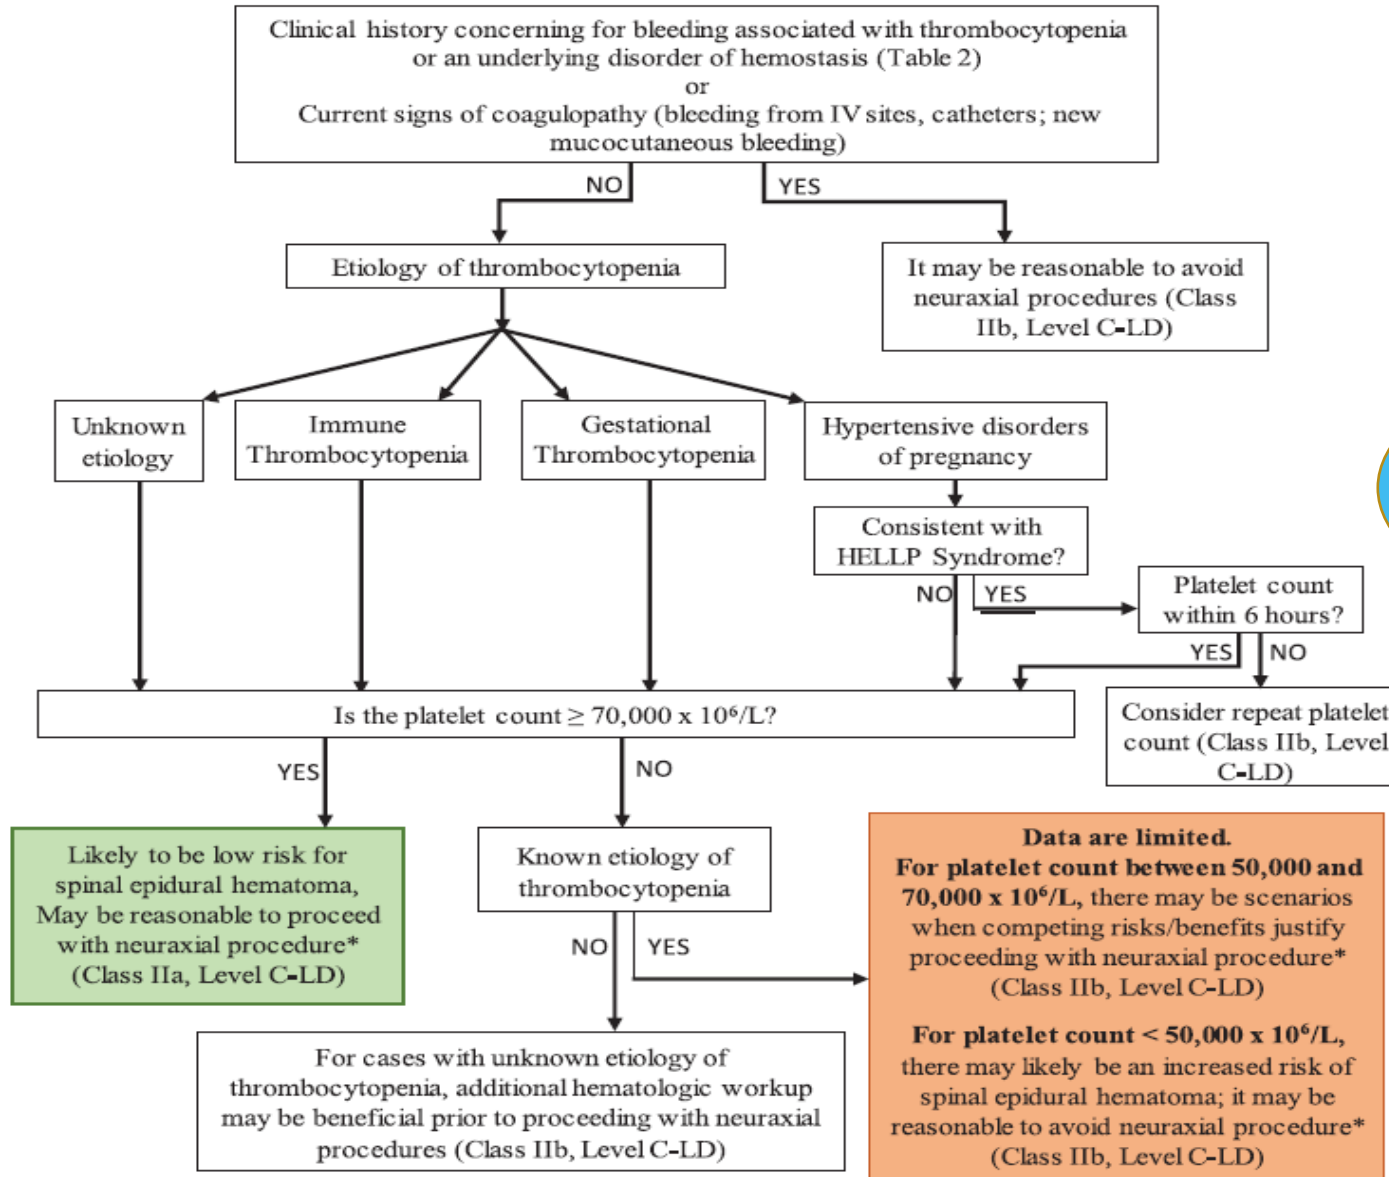 Clinical history concerning for bleeding associated with thrombocytopenia
or an underlying disorder of hemostasis (Table 2)
or
Current signs of coagulopathy (bleeding from IV sites, catheters; new
mucocutaneous bleeding)
NO
YES
Etiology of thrombocytopenia
It may be reasonable to avoid
neuraxial procedures (Class
IIb, Level C-LD)
Unknown
etiology
Immune
Thrombocytopenia
Gestational
Thrombocytopenia
Hypertensive disorders
of pregnancy
Consistent with
HELLP Syndrome?
NO
YES
Platelet count
within 6 hours?
YES
NO
Is the platelet count ≥ 70,000 x 10⁶/L?
Consider repeat platelet
count (Class IIb, Level
C-LD)
YES
NO
Likely to be low risk for
spinal epidural hematoma,
May be reasonable to proceed
with neuraxial procedure*
(Class IIa, Level C-LD)
Known etiology of
thrombocytopenia
NO
YES
Data are limited.
For platelet count between 50,000 and
70,000 x 10⁶/L, there may be scenarios
when competing risks/benefits justify
proceeding with neuraxial procedure*
(Class IIb, Level C-LD)
For platelet count < 50,000 x 10⁶/L,
there may likely be an increased risk of
spinal epidural hematoma; it may be
reasonable to avoid neuraxial procedure*
(Class IIb, Level C-LD)
For cases with unknown etiology of
thrombocytopenia, additional hematologic workup
may be beneficial prior to proceeding with neuraxial
procedures (Class IIb, Level C-LD)